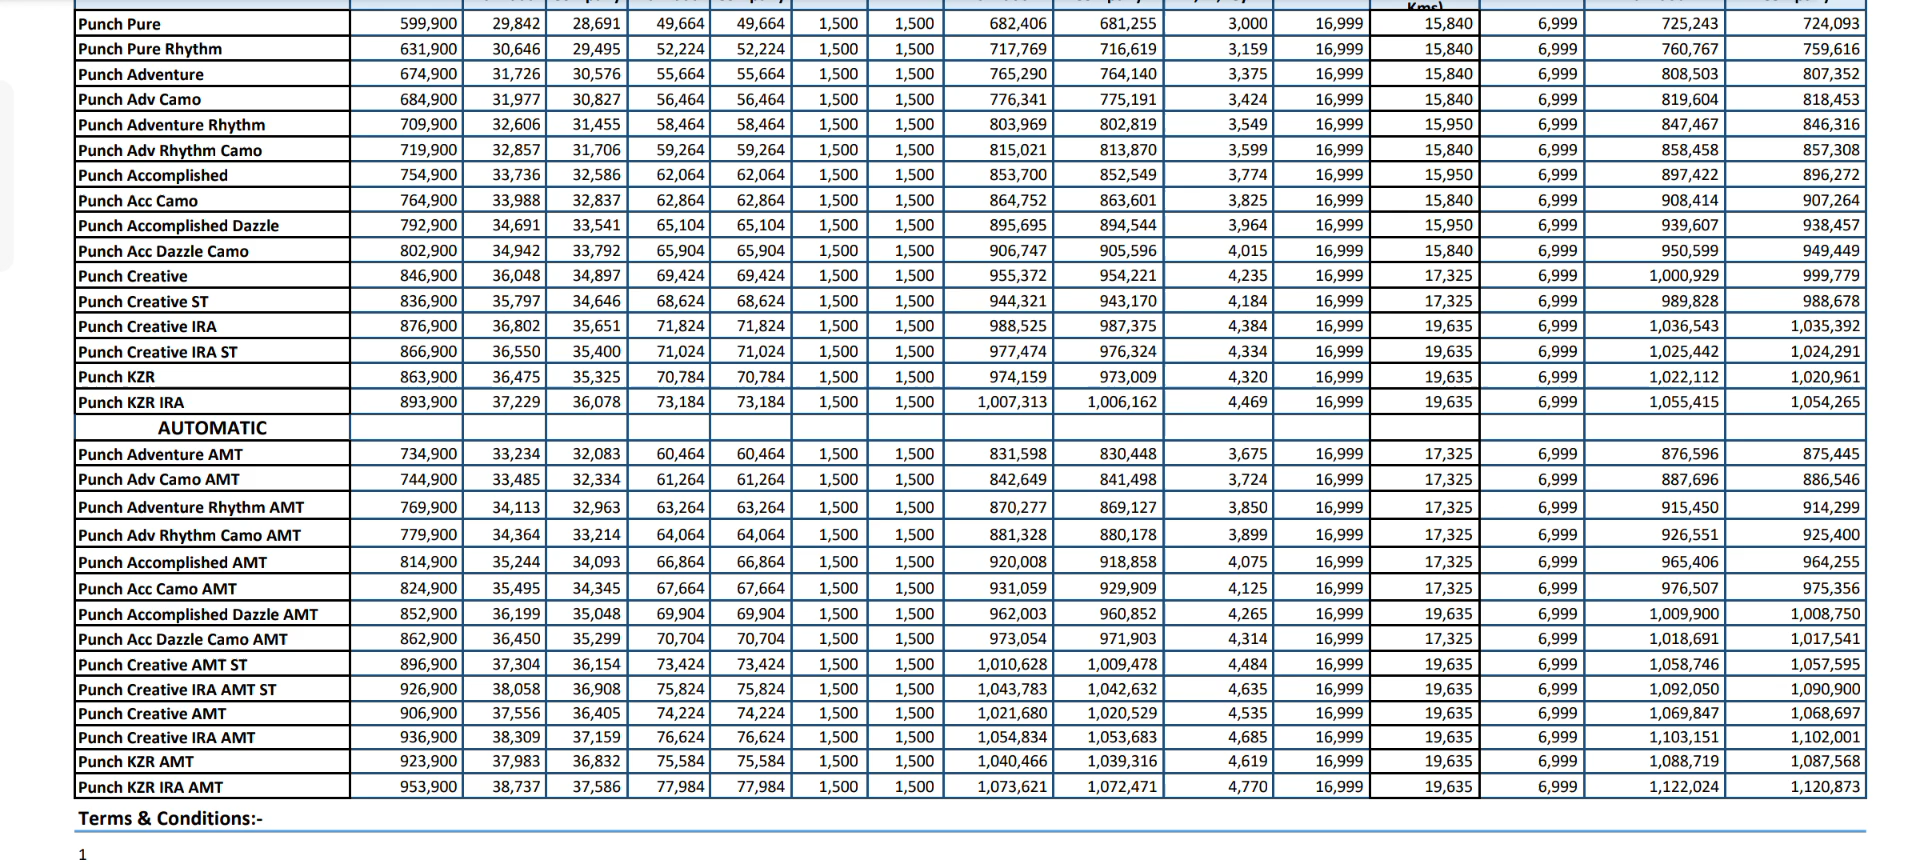 Kms)
Punch Pure 599,900 29,842 28,691 49,664 49,664 1,500 1,500 682,406 681,255 3,000 16,999 15,840 6,999 725,243 724,093
Punch Pure Rhythm 631,900 30,646 29,495 52,224 52,224 1,500 1,500 717,769 716,619 3,159 16,999 15,840 6,999 760,767 759,616
Punch Adventure 674,900 31,726 30,576 55,664 55,664 1,500 1,500 765,290 764,140 3,375 16,999 15,840 6,999 808,503 807,352
Punch Adv Camo 684,900 31,977 30,827 56,464 56,464 1,500 1,500 776,341 775,191 3,424 16,999 15,840 6,999 819,604 818,453
Punch Adventure Rhythm 709,900 32,606 31,455 58,464 58,464 1,500 1,500 803,969 802,819 3,549 16,999 15,950 6,999 847,467 846,316
Punch Adv Rhythm Camo 719,900 32,857 31,706 59,264 59,264 1,500 1,500 815,021 813,870 3,599 16,999 15,840 6,999 858,458 857,308
Punch Accomplished 754,900 33,736 32,586 62,064 62,064 1,500 1,500 853,700 852,549 3,774 16,999 15,950 6,999 897,422 896,272
Punch Acc Camo 764,900 33,988 32,837 62,864 62,864 1,500 1,500 864,752 863,601 3,825 16,999 15,840 6,999 908,414 907,264
Punch Accomplished Dazzle 792,900 34,691 33,541 65,104 65,104 1,500 1,500 895,695 894,544 3,964 16,999 15,950 6,999 939,607 938,457
Punch Acc Dazzle Camo 802,900 34,942 33,792 65,904 65,904 1,500 1,500 906,747 905,596 4,015 16,999 15,840 6,999 950,599 949,449
Punch Creative 846,900 36,048 34,897 69,424 69,424 1,500 1,500 955,372 954,221 4,235 16,999 17,325 6,999 1,000,929 999,779
Punch Creative ST 836,900 35,797 34,646 68,624 68,624 1,500 1,500 944,321 943,170 4,184 16,999 17,325 6,999 989,828 988,678
Punch Creative IRA 876,900 36,802 35,651 71,824 71,824 1,500 1,500 988,525 987,375 4,384 16,999 19,635 6,999 1,036,543 1,035,392
Punch Creative IRA ST 866,900 36,550 35,400 71,024 71,024 1,500 1,500 977,474 976,324 4,334 16,999 19,635 6,999 1,025,442 1,024,291
Punch KZR 863,900 36,475 35,325 70,784 70,784 1,500 1,500 974,159 973,009 4,320 16,999 19,635 6,999 1,022,112 1,020,961
Punch KZR IRA 893,900 37,229 36,078 73,184 73,184 1,500 1,500 1,007,313 1,006,162 4,469 16,999 19,635 6,999 1,055,415 1,054,265
AUTOMATIC
Punch Adventure AMT 734,900 33,234 32,083 60,464 60,464 1,500 1,500 831,598 830,448 3,675 16,999 17,325 6,999 876,596 875,445
Punch Adv Camo AMT 744,900 33,485 32,334 61,264 61,264 1,500 1,500 842,649 841,498 3,724 16,999 17,325 6,999 887,696 886,546
Punch Adventure Rhythm AMT 769,900 34,113 32,963 63,264 63,264 1,500 1,500 870,277 869,127 3,850 16,999 17,325 6,999 915,450 914,299
Punch Adv Rhythm Camo AMT 779,900 34,364 33,214 64,064 64,064 1,500 1,500 881,328 880,178 3,899 16,999 17,325 6,999 926,551 925,400
Punch Accomplished AMT 814,900 35,244 34,093 66,864 66,864 1,500 1,500 920,008 918,858 4,075 16,999 17,325 6,999 965,406 964,255
Punch Acc Camo AMT 824,900 35,495 34,345 67,664 67,664 1,500 1,500 931,059 929,909 4,125 16,999 17,325 6,999 976,507 975,356
Punch Accomplished Dazzle AMT 852,900 36,199 35,048 69,904 69,904 1,500 1,500 962,003 960,852 4,265 16,999 19,635 6,999 1,009,900 1,008,750
Punch Acc Dazzle Camo AMT 862,900 36,450 35,299 70,704 70,704 1,500 1,500 973,054 971,903 4,314 16,999 17,325 6,999 1,018,691 1,017,541
Punch Creative AMT ST 896,900 37,304 36,154 73,424 73,424 1,500 1,500 1,010,628 1,009,478 4,484 16,999 19,635 6,999 1,058,746 1,057,595
Punch Creative IRA AMT ST 926,900 38,058 36,908 75,824 75,824 1,500 1,500 1,043,783 1,042,632 4,635 16,999 19,635 6,999 1,092,050 1,090,900
Punch Creative AMT 906,900 37,556 36,405 74,224 74,224 1,500 1,500 1,021,680 1,020,529 4,535 16,999 19,635 6,999 1,069,847 1,068,697
Punch Creative IRA AMT 936,900 38,309 37,159 76,624 76,624 1,500 1,500 1,054,834 1,053,683 4,685 16,999 19,635 6,999 1,103,151 1,102,001
Punch KZR AMT 923,900 37,983 36,832 75,584 75,584 1,500 1,500 1,040,466 1,039,316 4,619 16,999 19,635 6,999 1,088,719 1,087,568
Punch KZR IRA AMT 953,900 38,737 37,586 77,984 77,984 1,500 1,500 1,073,621 1,072,471 4,770 16,999 19,635 6,999 1,122,024 1,120,873
Terms & Conditions:-
1